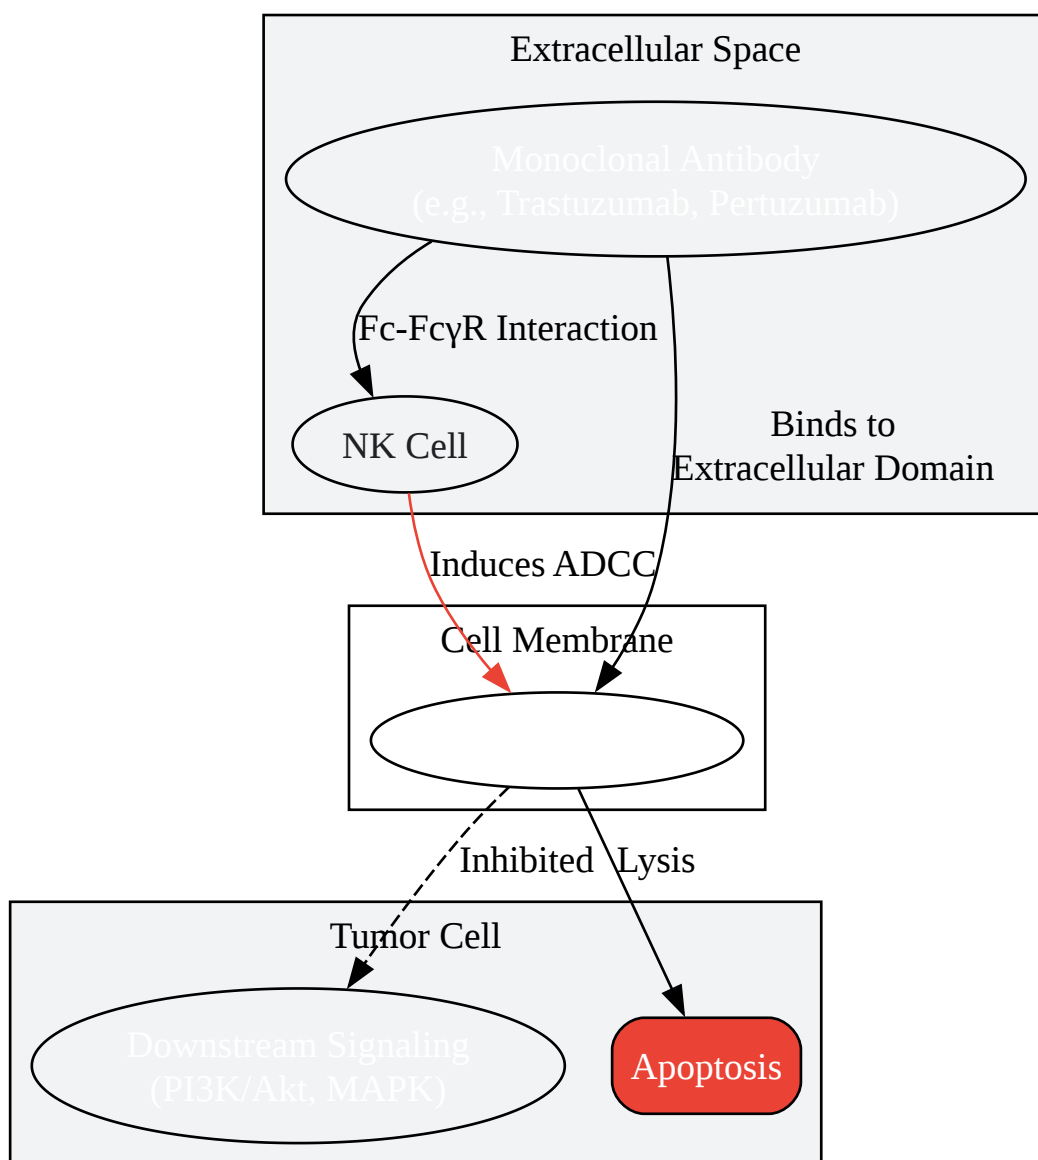 Extracellular Space
Monoclonal Antibody
(e.g., Trastuzumab, Pertuzumab)
Fc-FcγR Interaction
NK Cell
Binds to
Extracellular Domain
Induces ADCC
Cell Membrane
Inhibited
Lysis
Tumor Cell
Downstream Signaling
(PI3K/Akt, MAPK)
Apoptosis